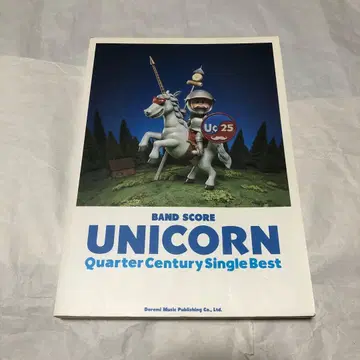 Uc 25
BAND SCORE
UNICORN
Quarter Century Single Best
Doremi Music Publishing Co., Ltd.